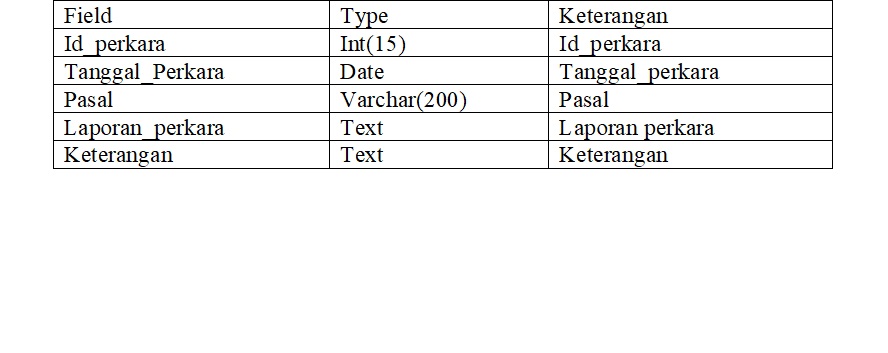 Field Type Keterangan
Id_perkara Int(15) Id_perkara
Tanggal_Perkara Date Tanggal_perkara
Pasal Varchar(200) Pasal
Laporan_perkara Text Laporan perkara
Keterangan Text Keterangan